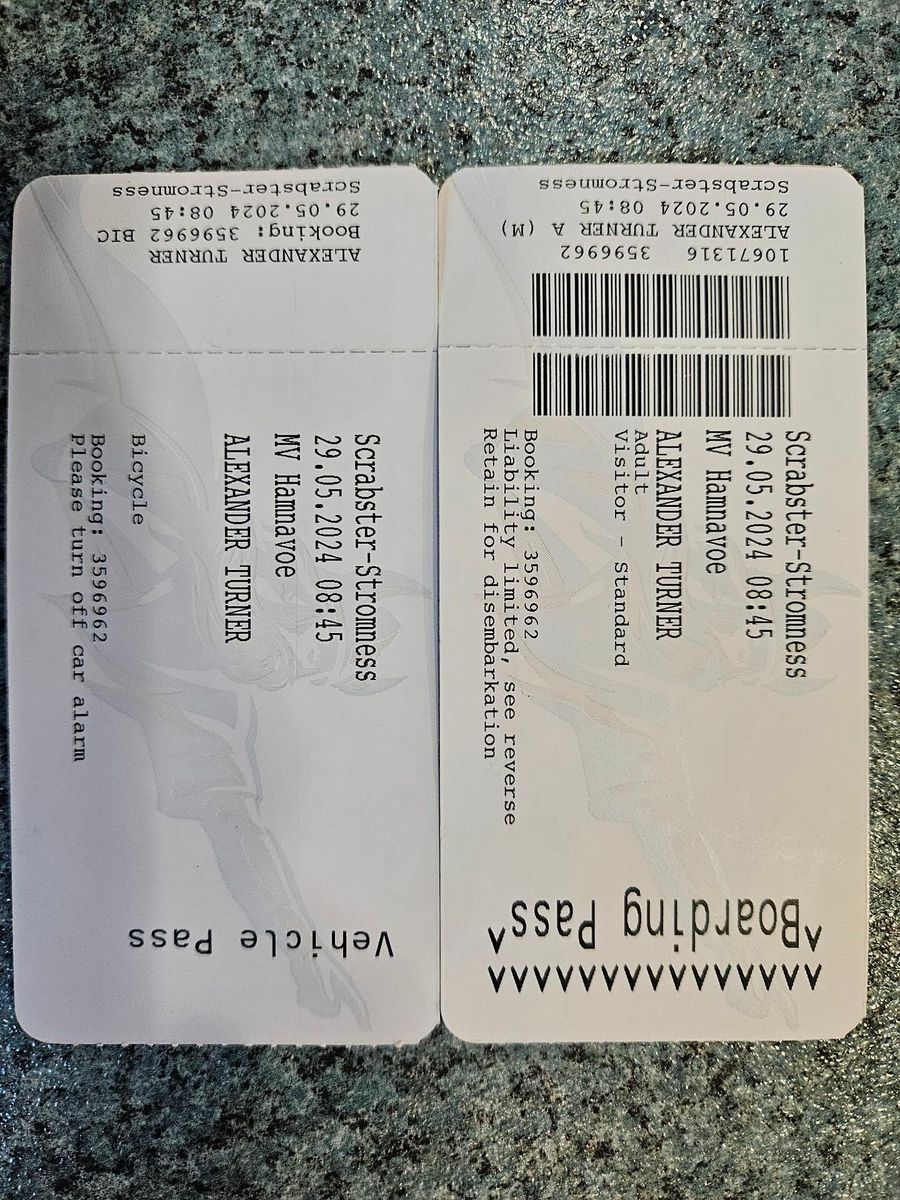 Scrabster-Stromness
29.05.2024 08:45
Booking: 3596962 BIC
ALEXANDER TURNER
Scrabster-Stromness
29.05.2024 08:45
MV Hamnavoe
ALEXANDER TURNER
Bicycle
Booking: 3596962
Please turn off car alarm
Vehicle Pass
Scrabster-Stromness
29.05.2024 08:45
ALEXANDER TURNER A (M)
10671316 3596962
Scrabster-Stromness
29.05.2024 08:45
MV Hamnavoe
ALEXANDER TURNER
Adult
Visitor - Standard
Booking: 3596962
Liability limited, see reverse
Retain for disembarkation
^Boarding Pass^
^^^^^^^^^^^^^^^